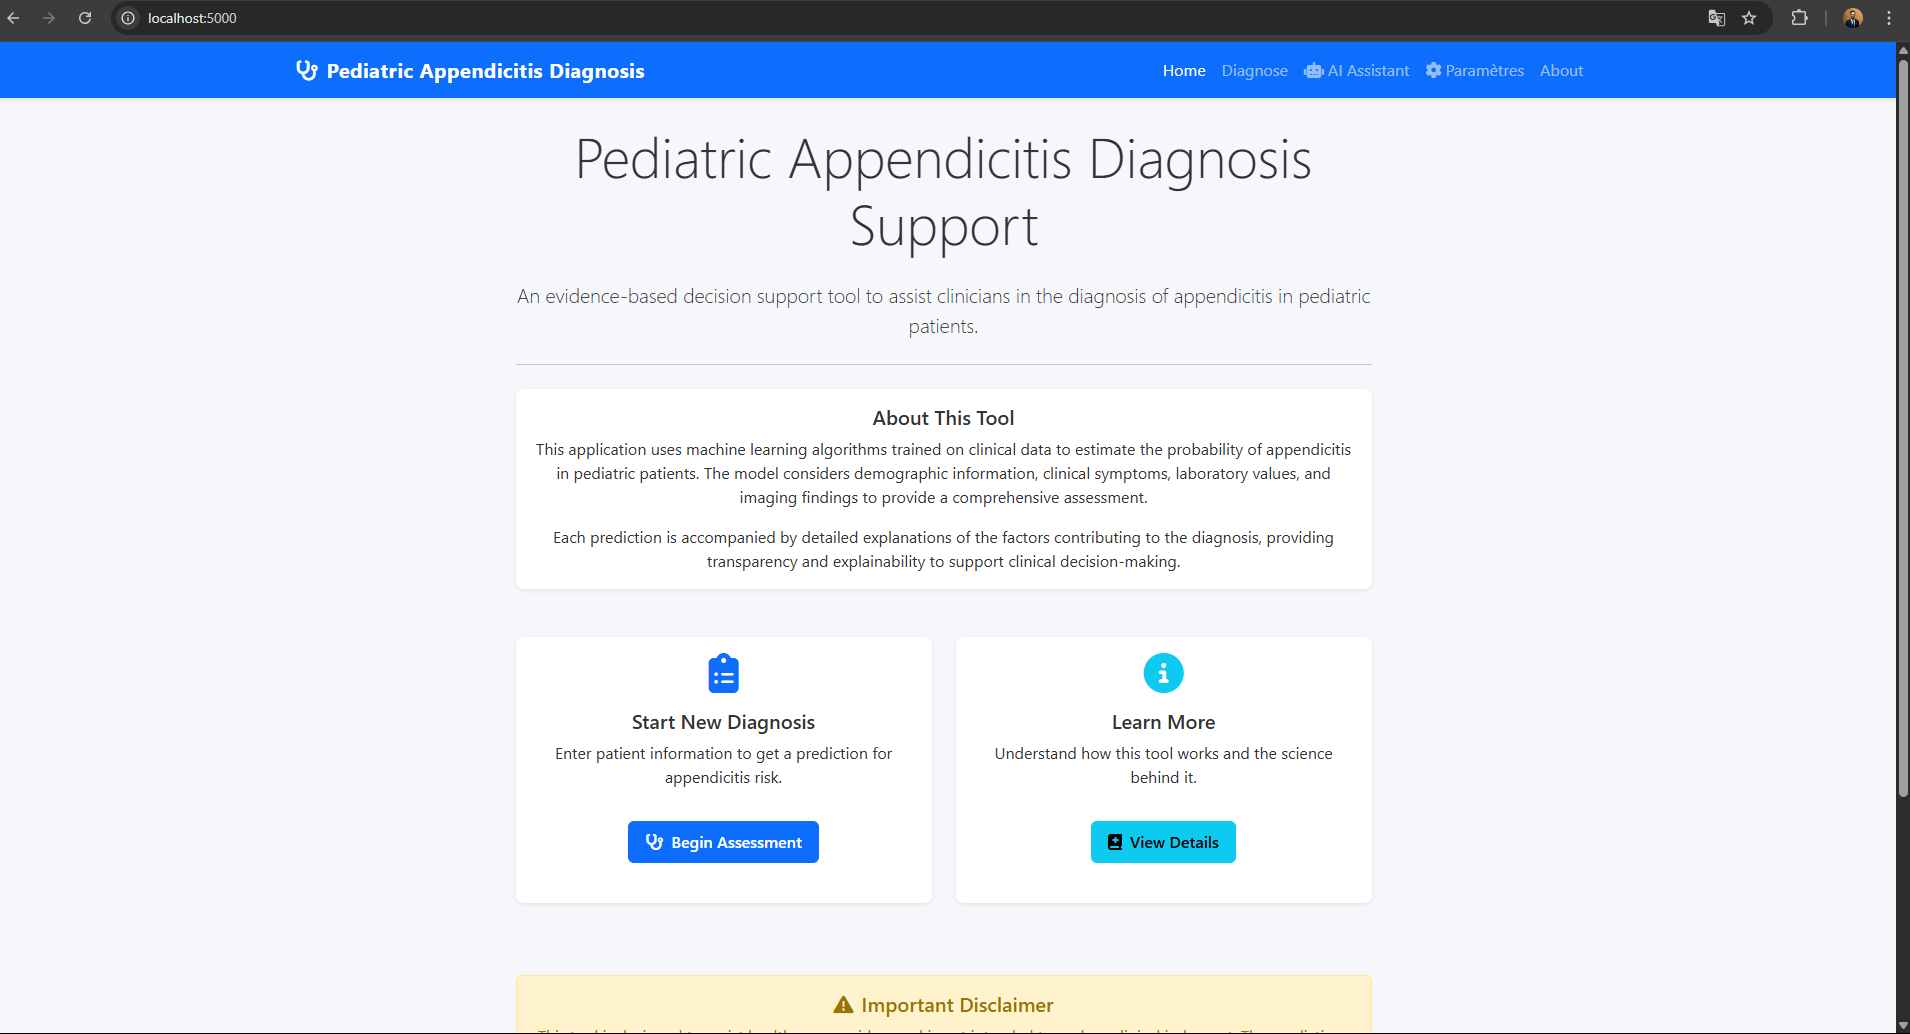 localhost:5000
Pediatric Appendicitis Diagnosis
Home Diagnose AI Assistant Paramètres About
Pediatric Appendicitis Diagnosis
Support
An evidence-based decision support tool to assist clinicians in the diagnosis of appendicitis in pediatric
patients.
About This Tool
This application uses machine learning algorithms trained on clinical data to estimate the probability of appendicitis
in pediatric patients. The model considers demographic information, clinical symptoms, laboratory values, and
imaging findings to provide a comprehensive assessment.
Each prediction is accompanied by detailed explanations of the factors contributing to the diagnosis, providing
transparency and explainability to support clinical decision-making.
Start New Diagnosis
Enter patient information to get a prediction for
appendicitis risk.
Begin Assessment
Learn More
Understand how this tool works and the science
behind it.
View Details
Important Disclaimer